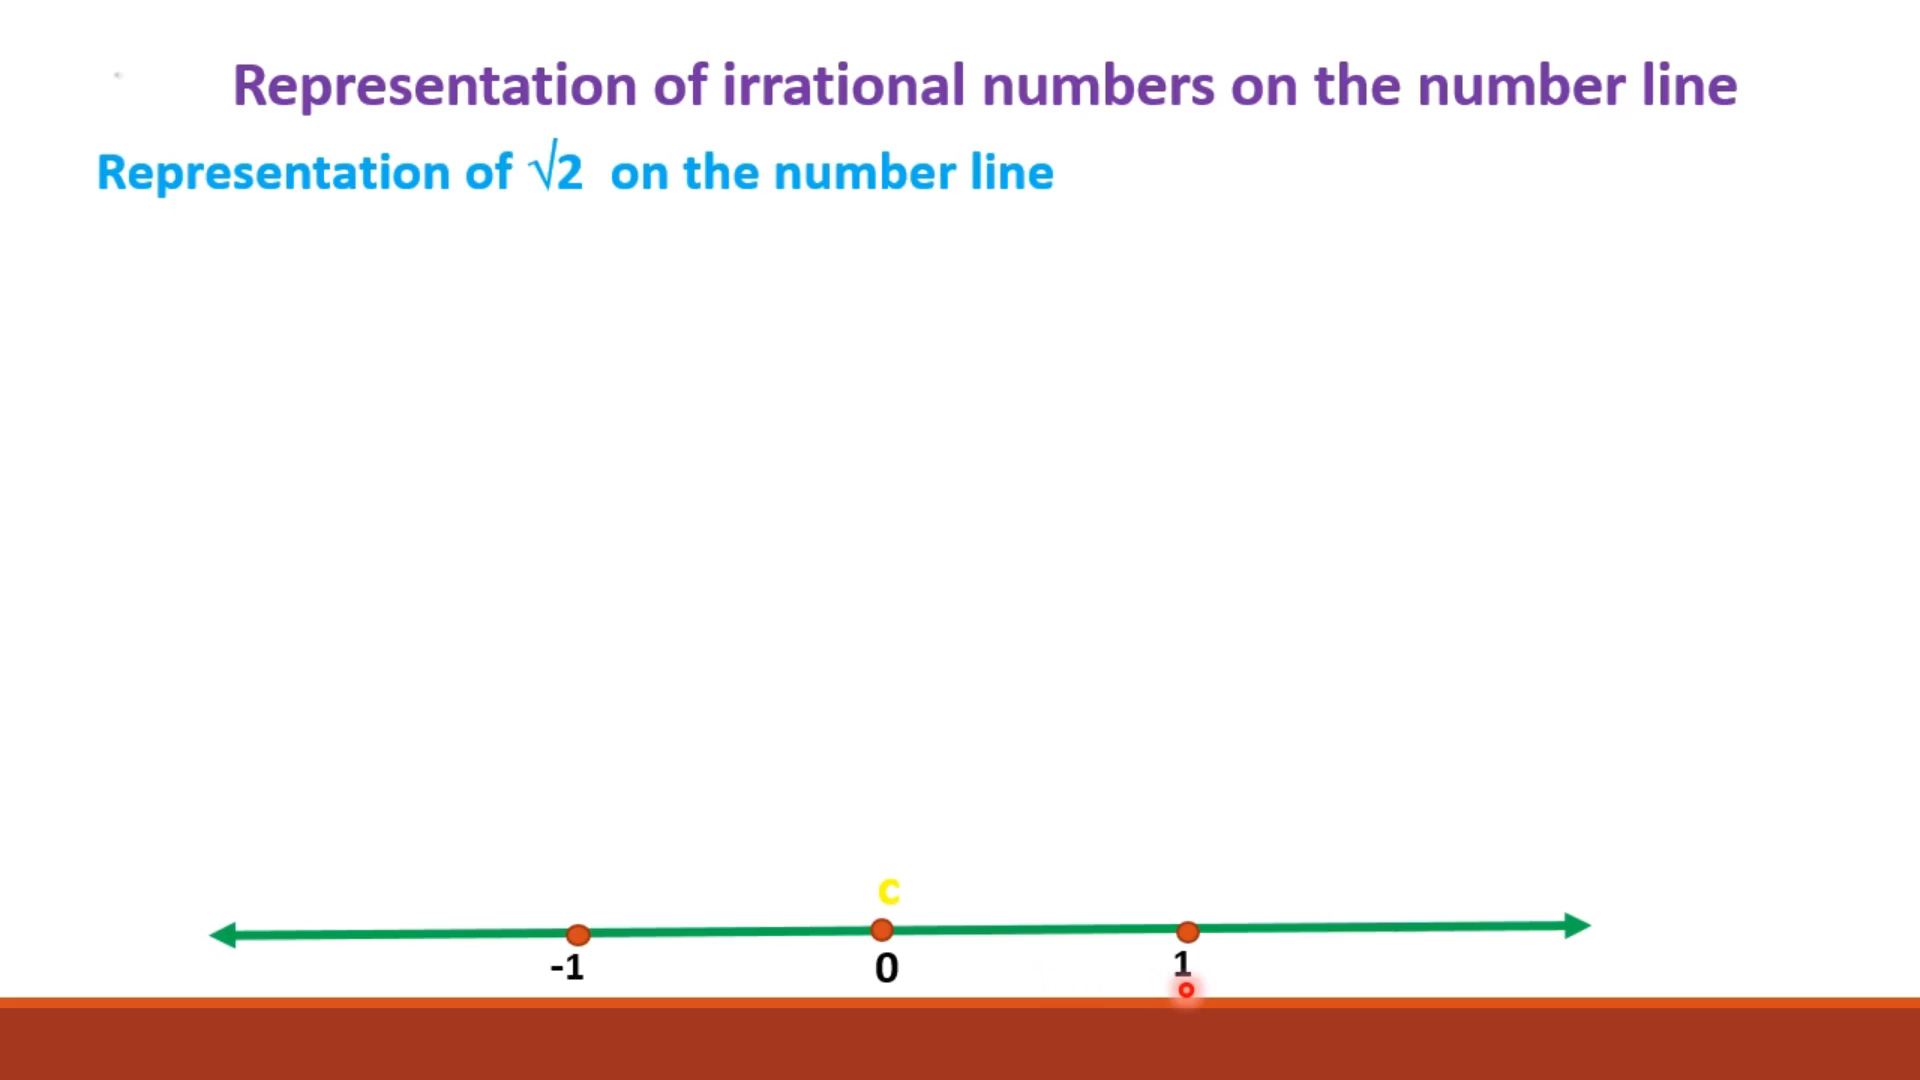 Representation of irrational numbers on the number line
Representation of √2 on the number line
c
-1 0 1